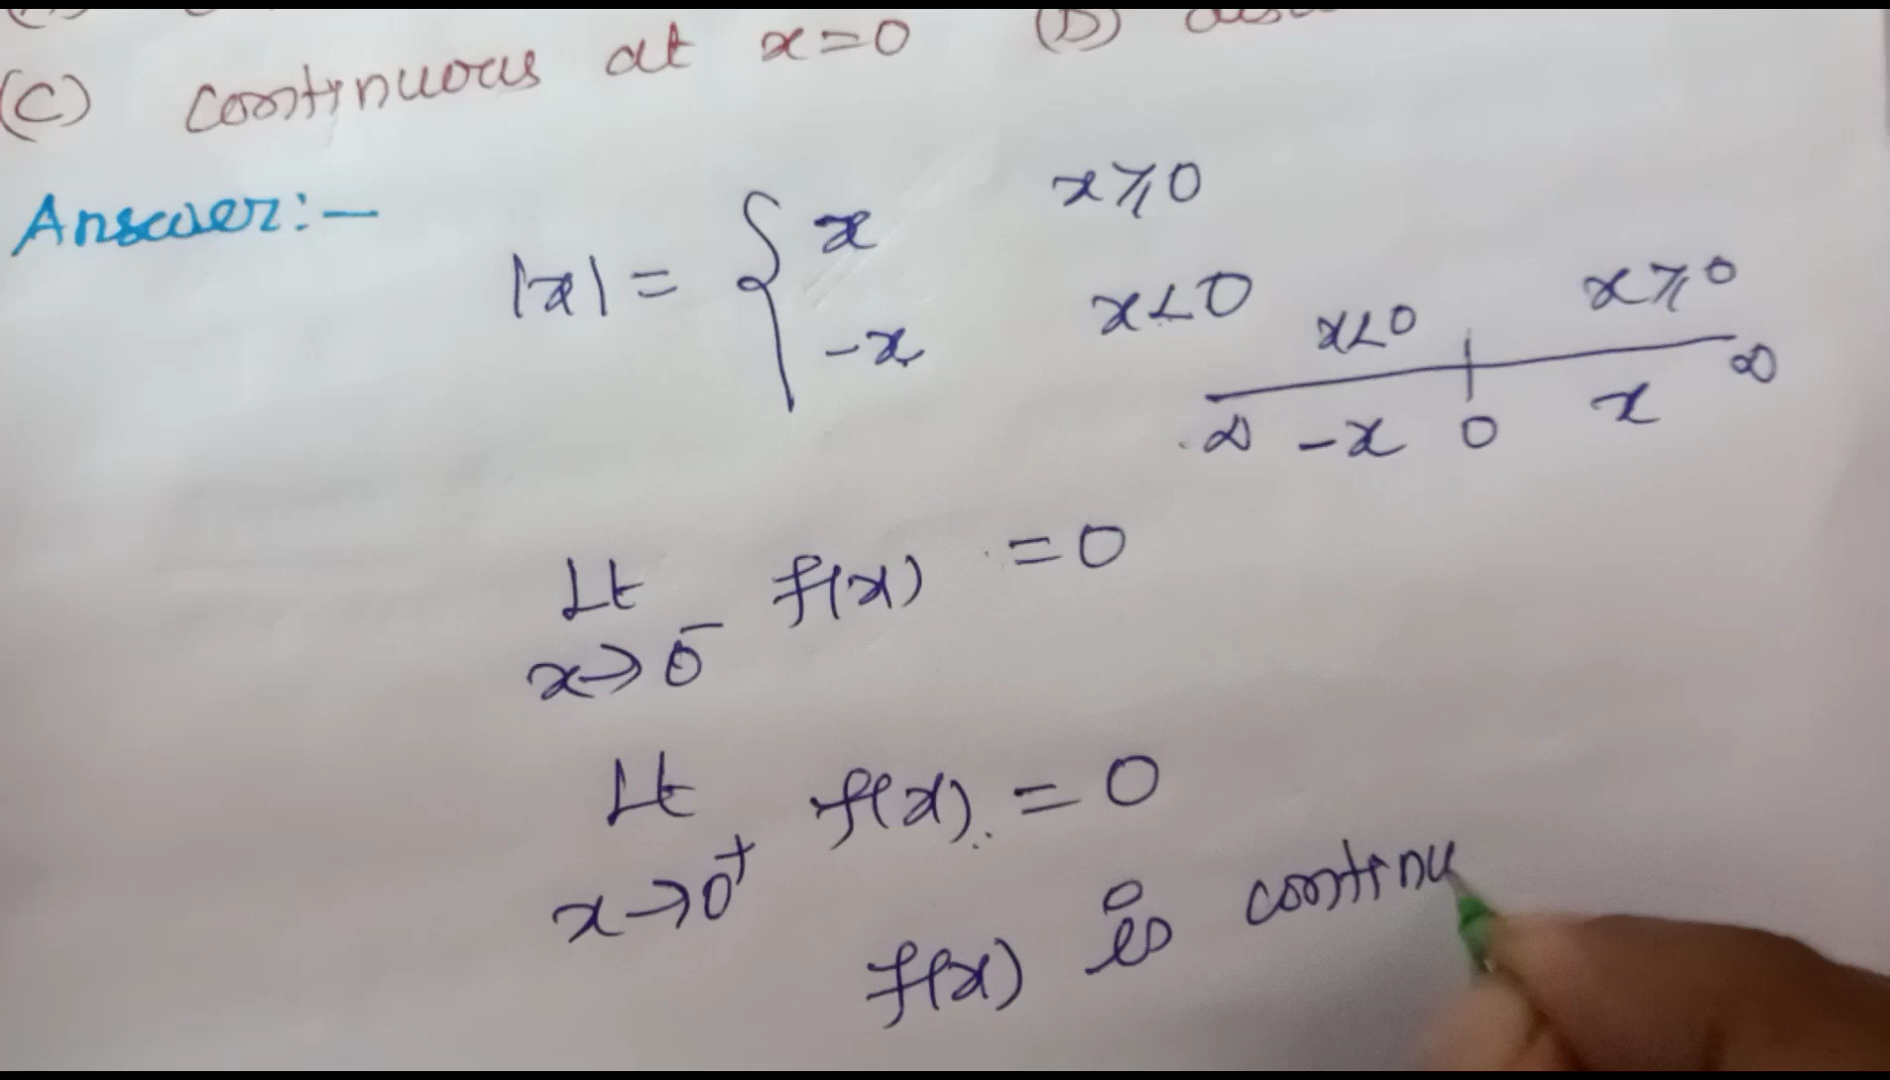 (C) continuous at x=0 (D)
Answer:-
|x| = { x x≥0
-x x<0
x<0 x≥0
-∞ -x 0 x ∞
Lt f(x) = 0
x→0⁻
Lt f(x) = 0
x→0⁺
f(x) is continu